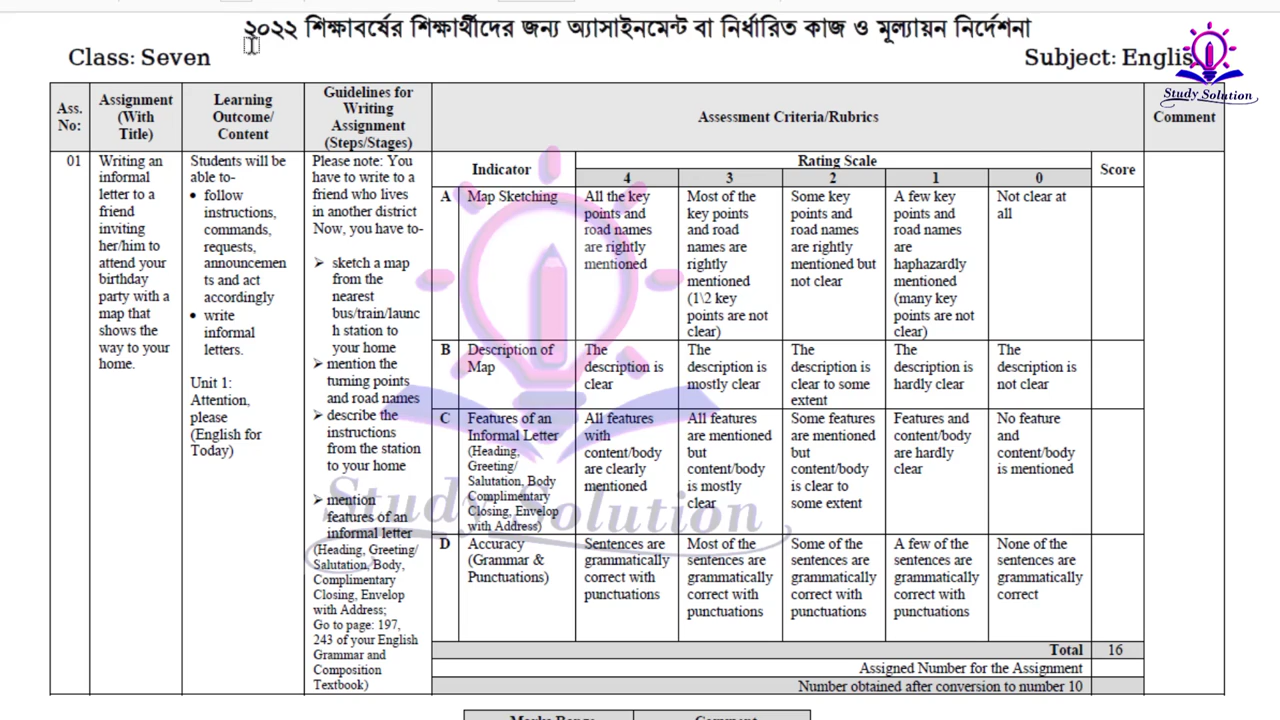 ২০২২ শিক্ষাবর্ষের শিক্ষার্থীদের জন্য অ্যাসাইনমেন্ট বা নির্ধারিত কাজ ও মূল্যায়ন নির্দেশনা
Class: Seven
Subject: Englis
Study Solution
Ass.
No:
Assignment
(With
Title)
Learning
Outcome/
Content
Guidelines for
Writing
Assignment
(Steps/Stages)
Assessment Criteria/Rubrics
Comment
01
Writing an
informal
letter to a
friend
inviting
her/him to
attend your
birthday
party with a
map that
shows the
way to your
home.
Students will be
able to-
• follow
instructions,
commands,
requests,
announcemen
ts and act
accordingly
• write
informal
letters.
Unit 1:
Attention,
please
(English for
Today)
Please note: You
have to write to a
friend who lives
in another district
Now, you have to-
➢ sketch a map
from the
nearest
bus/train/launc
h station to
your home
➢ mention the
turning points
and road names
➢ describe the
instructions
from the station
to your home
➢ mention
features of an
informal letter
(Heading, Greeting/
Salutation, Body,
Complimentary
Closing, Envelop
with Address;
Go to page: 197,
243 of your English
Grammar and
Composition
Textbook)
Indicator
Rating Scale
4
3
2
1
0
Score
A
Map Sketching
All the key
points and
road names
are rightly
mentioned
Most of the
key points
and road
names are
rightly
mentioned
(1\2 key
points are not
clear)
Some key
points and
road names
are rightly
mentioned but
not clear
A few key
points and
road names
are
haphazardly
mentioned
(many key
points are not
clear)
Not clear at
all
B
Description of
Map
The
description is
clear
The
description is
mostly clear
The
description is
clear to some
extent
The
description is
hardly clear
The
description is
not clear
C
Features of an
Informal Letter
(Heading,
Greeting/
Salutation, Body
Complimentary
Closing, Envelop
with Address)
All features
with
content/body
are clearly
mentioned
All features
are mentioned
but
content/body
is mostly
clear
Some features
are mentioned
but
content/body
is clear to
some extent
Features and
content/body
are hardly
clear
No feature
and
content/body
is mentioned
D
Accuracy
(Grammar &
Punctuations)
Sentences are
grammatically
correct with
punctuations
Most of the
sentences are
grammatically
correct with
punctuations
Some of the
sentences are
grammatically
correct with
punctuations
A few of the
sentences are
grammatically
correct with
punctuations
None of the
sentences are
grammatically
correct
Total
16
Assigned Number for the Assignment
Number obtained after conversion to number 10
Study Solution
Marks Range
Comment